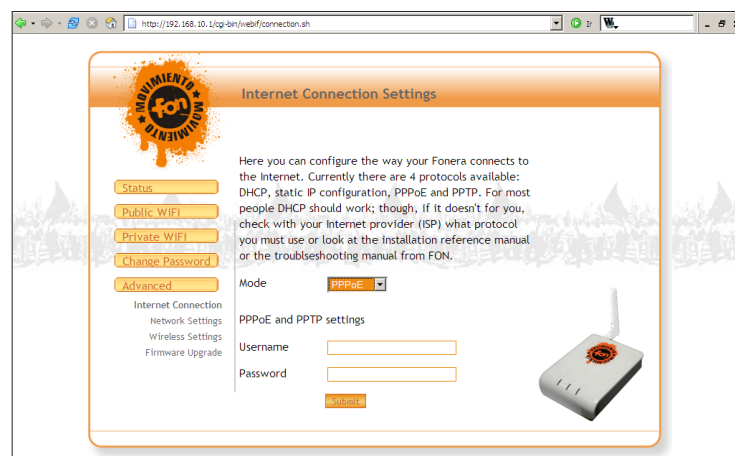 http://192.168.10.1/cgi-bin/webif/connection.sh
Ir
W.
MOVIMIENTO
fon
MOVIMIENTO
Internet Connection Settings
Here you can configure the way your Fonera connects to
the Internet. Currently there are 4 protocols available:
DHCP, static IP configuration, PPPoE and PPTP. For most
people DHCP should work; though, if it doesn't for you,
check with your Internet provider (ISP) what protocol
you must use or look at the installation reference manual
or the troublseshooting manual from FON.
Status
Public WiFi
Private WiFi
Change Password
Advanced
Internet Connection
Network Settings
Wireless Settings
Firmware Upgrade
Mode
PPPoE
PPPoE and PPTP settings
Username
Password
Submit
fon